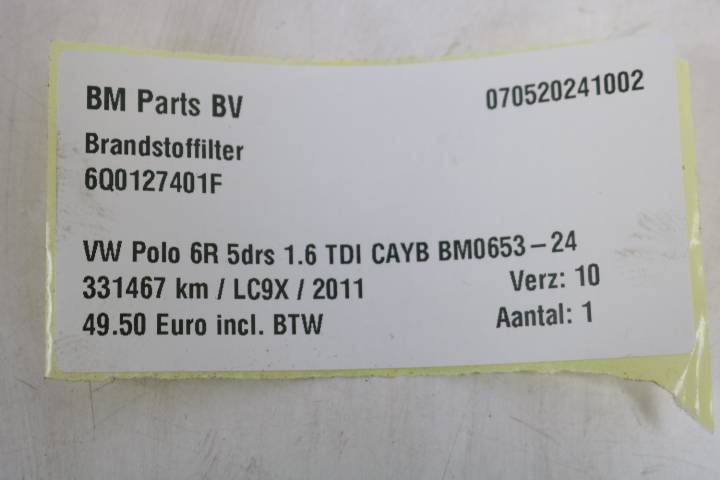 BM Parts BV 070520241002
Brandstoffilter
6Q0127401F
VW Polo 6R 5drs 1.6 TDI CAYB BM0653-24
331467 km / LC9X / 2011 Verz: 10
49.50 Euro incl. BTW Aantal: 1